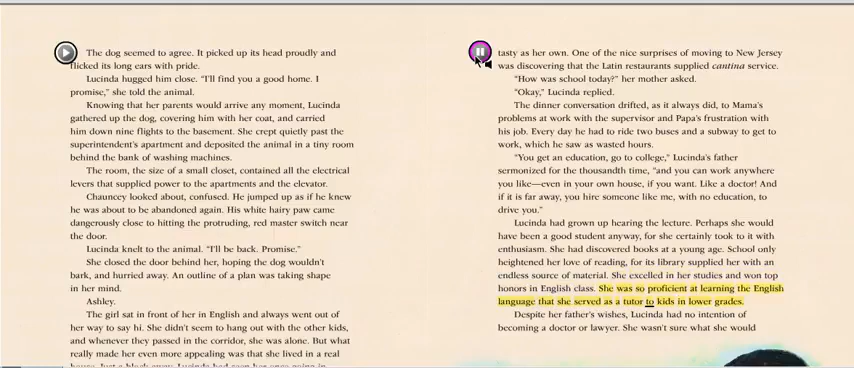 The dog seemed to agree. It picked up its head proudly and
flicked its long ears with pride.
Lucinda hugged him close. "I'll find you a good home. I
promise," she told the animal.
Knowing that her parents would arrive any moment, Lucinda
gathered up the dog, covering him with her coat, and carried
him down nine flights to the basement. She crept quietly past the
superintendent's apartment and deposited the animal in a tiny room
behind the bank of washing machines.
The room, the size of a small closet, contained all the electrical
levers that supplied power to the apartments and the elevator.
Chauncey looked about, confused. He jumped up as if he knew
he was about to be abandoned again. His white hairy paw came
dangerously close to hitting the protruding, red master switch near
the door.
Lucinda knelt to the animal. "I'll be back. Promise."
She closed the door behind her, hoping the dog wouldn't
bark, and hurried away. An outline of a plan was taking shape
in her mind.
Ashley.
The girl sat in front of her in English and always went out of
her way to say hi. She didn't seem to hang out with the other kids,
and whenever they passed in the corridor, she was alone. But what
really made her even more appealing was that she lived in a real
house. Just a block away. Lucinda had seen her once going in
tasty as her own. One of the nice surprises of moving to New Jersey
was discovering that the Latin restaurants supplied cantina service.
"How was school today?" her mother asked.
"Okay," Lucinda replied.
The dinner conversation drifted, as it always did, to Mama's
problems at work with the supervisor and Papa's frustration with
his job. Every day he had to ride two buses and a subway to get to
work, which he saw as wasted hours.
"You get an education, go to college," Lucinda's father
sermonized for the thousandth time, "and you can work anywhere
you like—even in your own house, if you want. Like a doctor! And
if it is far away, you hire someone like me, with no education, to
drive you."
Lucinda had grown up hearing the lecture. Perhaps she would
have been a good student anyway, for she certainly took to it with
enthusiasm. She had discovered books at a young age. School only
heightened her love of reading, for its library supplied her with an
endless source of material. She excelled in her studies and won top
honors in English class. She was so proficient at learning the English
language that she served as a tutor to kids in lower grades.
Despite her father's wishes, Lucinda had no intention of
becoming a doctor or lawyer. She wasn't sure what she would